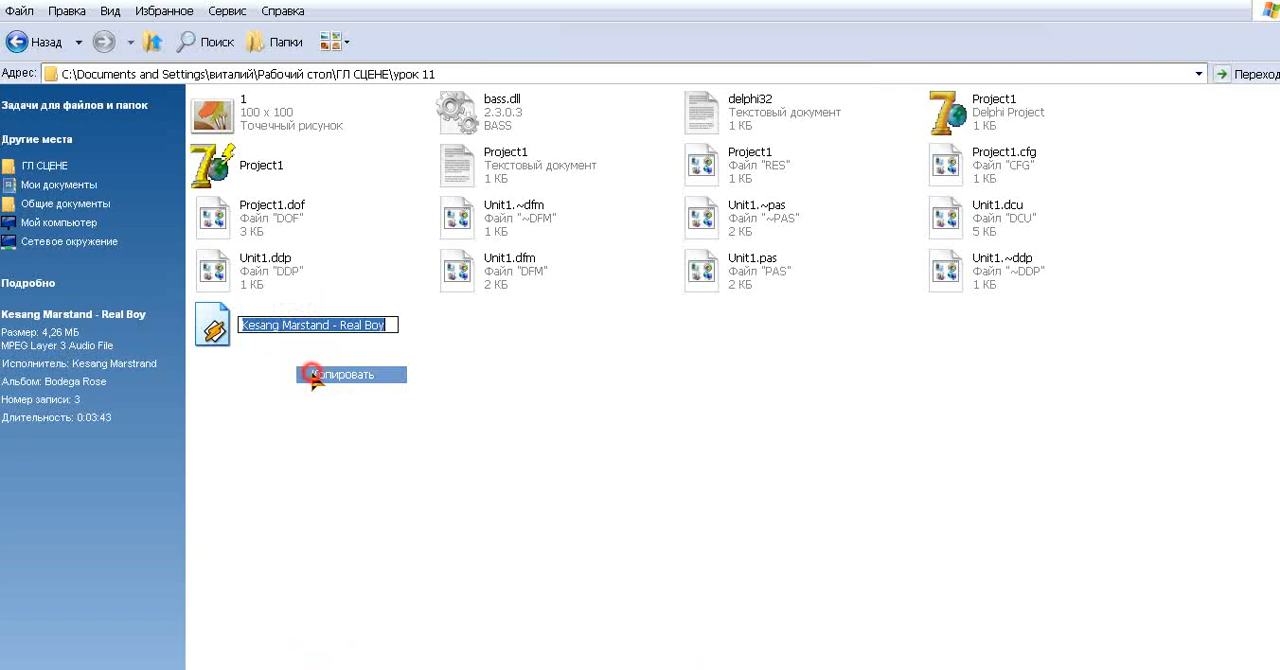 Файл Правка Вид Избранное Сервис Справка
Назад Поиск Папки
Адрес: C:\Documents and Settings\виталий\Рабочий стол\ГЛ СЦЕНЕ\урок 11 Переход
Задачи для файлов и папок
Другие места
ГЛ СЦЕНЕ
Мои документы
Общие документы
Мой компьютер
Сетевое окружение
Подробно
Kesang Marstand - Real Boy
Размер: 4,26 МБ
MPEG Layer 3 Audio File
Исполнитель: Kesang Marstrand
Альбом: Bodega Rose
Номер записи: 3
Длительность: 0:03:43
1
100 x 100
Точечный рисунок
bass.dll
2.3.0.3
BASS
delphi32
Текстовый документ
1 КБ
Project1
Delphi Project
1 КБ
Project1
Project1
Текстовый документ
1 КБ
Project1
Файл "RES"
1 КБ
Project1.cfg
Файл "CFG"
1 КБ
Project1.dof
Файл "DOF"
3 КБ
Unit1.~dfm
Файл "~DFM"
1 КБ
Unit1.~pas
Файл "~PAS"
2 КБ
Unit1.dcu
Файл "DCU"
5 КБ
Unit1.ddp
Файл "DDP"
1 КБ
Unit1.dfm
Файл "DFM"
2 КБ
Unit1.pas
Файл "PAS"
2 КБ
Unit1.~ddp
Файл "~DDP"
1 КБ
Kesang Marstand - Real Boy
Копировать